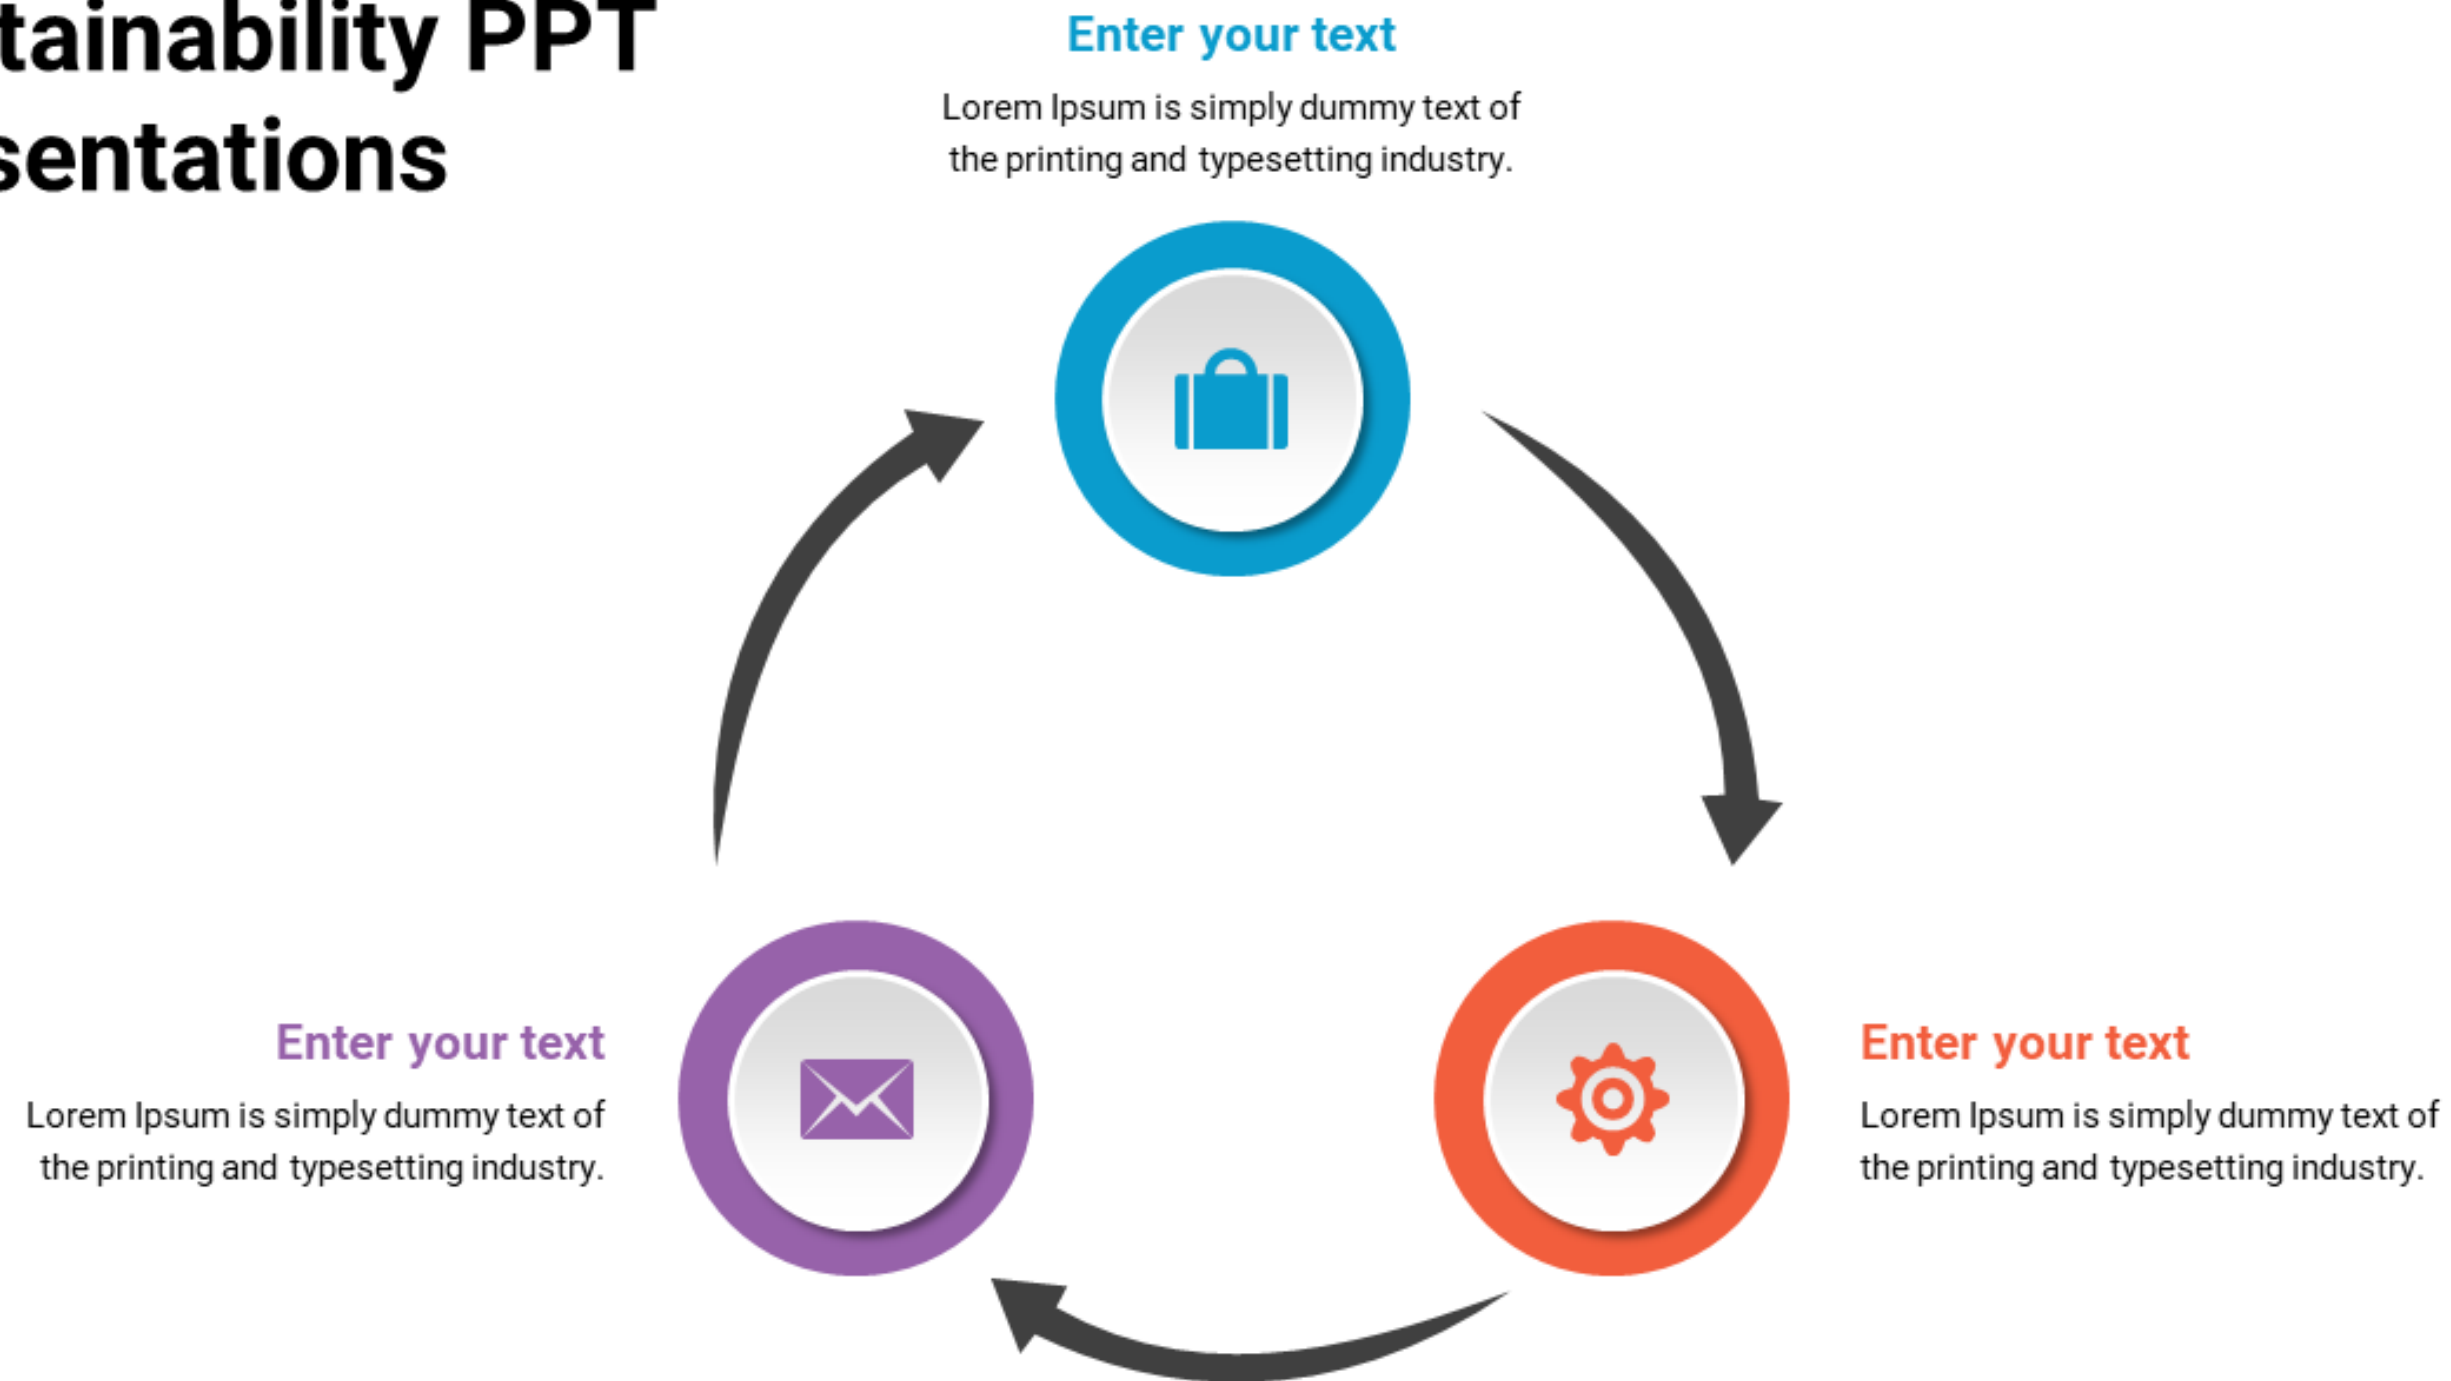 tainability PPT
sentations
Enter your text
Lorem Ipsum is simply dummy text of
the printing and typesetting industry.
Enter your text
Lorem Ipsum is simply dummy text of
the printing and typesetting industry.
Enter your text
Lorem Ipsum is simply dummy text of
the printing and typesetting industry.